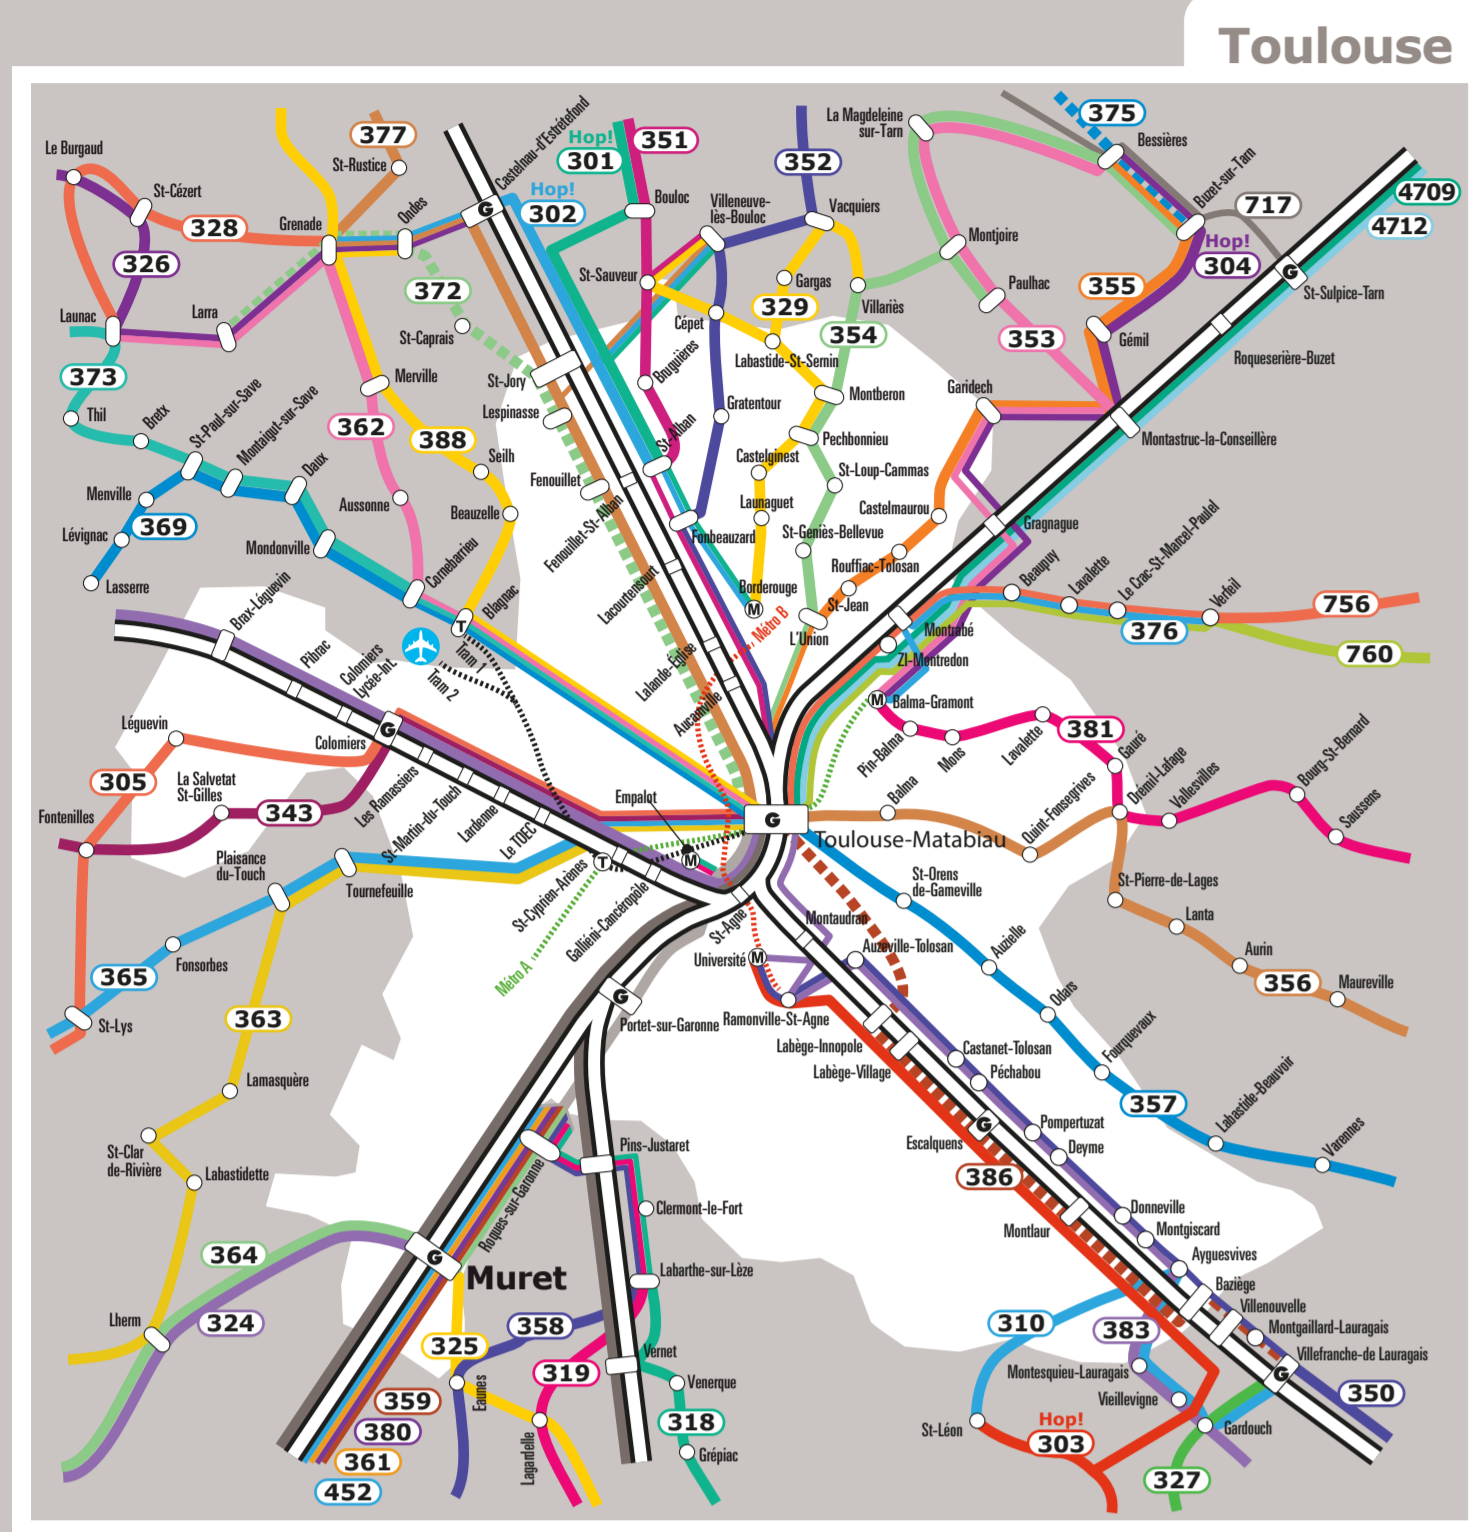 Toulouse
377
Castelnau-d'Estrétefond
Hop!
301
351
352
La Magdeleine
sur-Tarn
375
Bessières
Le Burgaud
St-Rustice
St-Cézert
Hop!
302
Bouloc
Villeneuve-
lès-Bouloc
Vacquiers
Buzet-sur-Tarn
717
4709
4712
328
Grenade
Ondes
326
Montjoire
Hop!
304
St-Sauveur
Gargas
Paulhac
355
G
G
St-Sulpice-Tarn
372
329
Villariès
Launac
Larra
St-Caprais
Cépet
354
353
Gémil
Roqueserière-Buzet
Labastide-St-Sernin
373
Merville
St-Jory
Bruguières
Garidech
Thil
Bretx
St-Paul-sur-Save
Montaigut-sur-Save
362
388
Lespinasse
Gratentour
Montberon
Montastruc-la-Conseillère
Daux
Seilh
St-Alban
Pechbonnieu
Castelginest
St-Loup-Cammas
Menville
369
Aussonne
Beauzelle
Fenouillet
Fenouillet-St-Alban
Launaguet
Castelmaurou
Gragnague
Lévignac
Mondonville
Fonbeauzard
St-Geniès-Bellevue
Lasserre
Cornebarrieu
Lacourtensourt
Borderouge
M
Rouffiac-Tolosan
Beaupuy
Lavalette
Le Crac-St-Marcel-Paulel
Verfeil
756
376
760
Brax-Léguevin
Blagnac
T
Métro B
St-Jean
L'Union
Montrabé
ZI-Montredon
Pibrac
Colomiers
Lycée-Int.
Tram 1
Tram 2
Lalande-Eglise
Aucamville
M
Balma-Gramont
Léguevin
G
Colomiers
Pin-Balma
Mons
Lavalette
381
Gauré
305
La Salvetat
St-Gilles
343
Les Ramassiers
St-Martin-du-Touch
Lardenne
Le TOEC
Empalot
Balma
Quint-Fonsegrives
Drémil-Lafage
Vallesvilles
Bourg-St-Bernard
Saussens
Fontenilles
G
Toulouse-Matabiau
Plaisance
du-Touch
Tournefeuille
T
St-Cyprien-Arènes
M
Galliéni-Cancéropôle
St-Orens
de-Gameville
St-Pierre-de-Lages
Lanta
St-Agne
Montaudran
Auzielle
Aurin
Fonsorbes
365
Métro A
Université
M
Auzeville-Tolosan
356
Maureville
St-Lys
363
G
Portet-sur-Garonne
Ramonville-St-Agne
Odars
Labège-Innopole
Labège-Village
Castanet-Tolosan
Péchabou
Fourquevaux
Lamasquère
357
Labastide-Beauvoir
Varennes
St-Clar
de-Rivière
Labastidette
Pins-Justaret
Escalquens
G
Pompertuzat
Deyme
386
Roques-sur-Garonne
Clermont-le-Fort
Montlaur
Donneville
Montgiscard
364
G
Muret
Labarthe-sur-Lèze
Ayguesvives
Baziège
324
Lherm
310
383
Villenouvelle
Montgaillard-Lauragais
325
358
319
Vernet
Villefranche de Lauragais
G
Montesquieu-Lauragais
Eaunes
Venerque
Vieillevigne
350
359
380
361
452
Lagardelle
318
Grépiac
St-Léon
Hop!
303
Gardouch
327